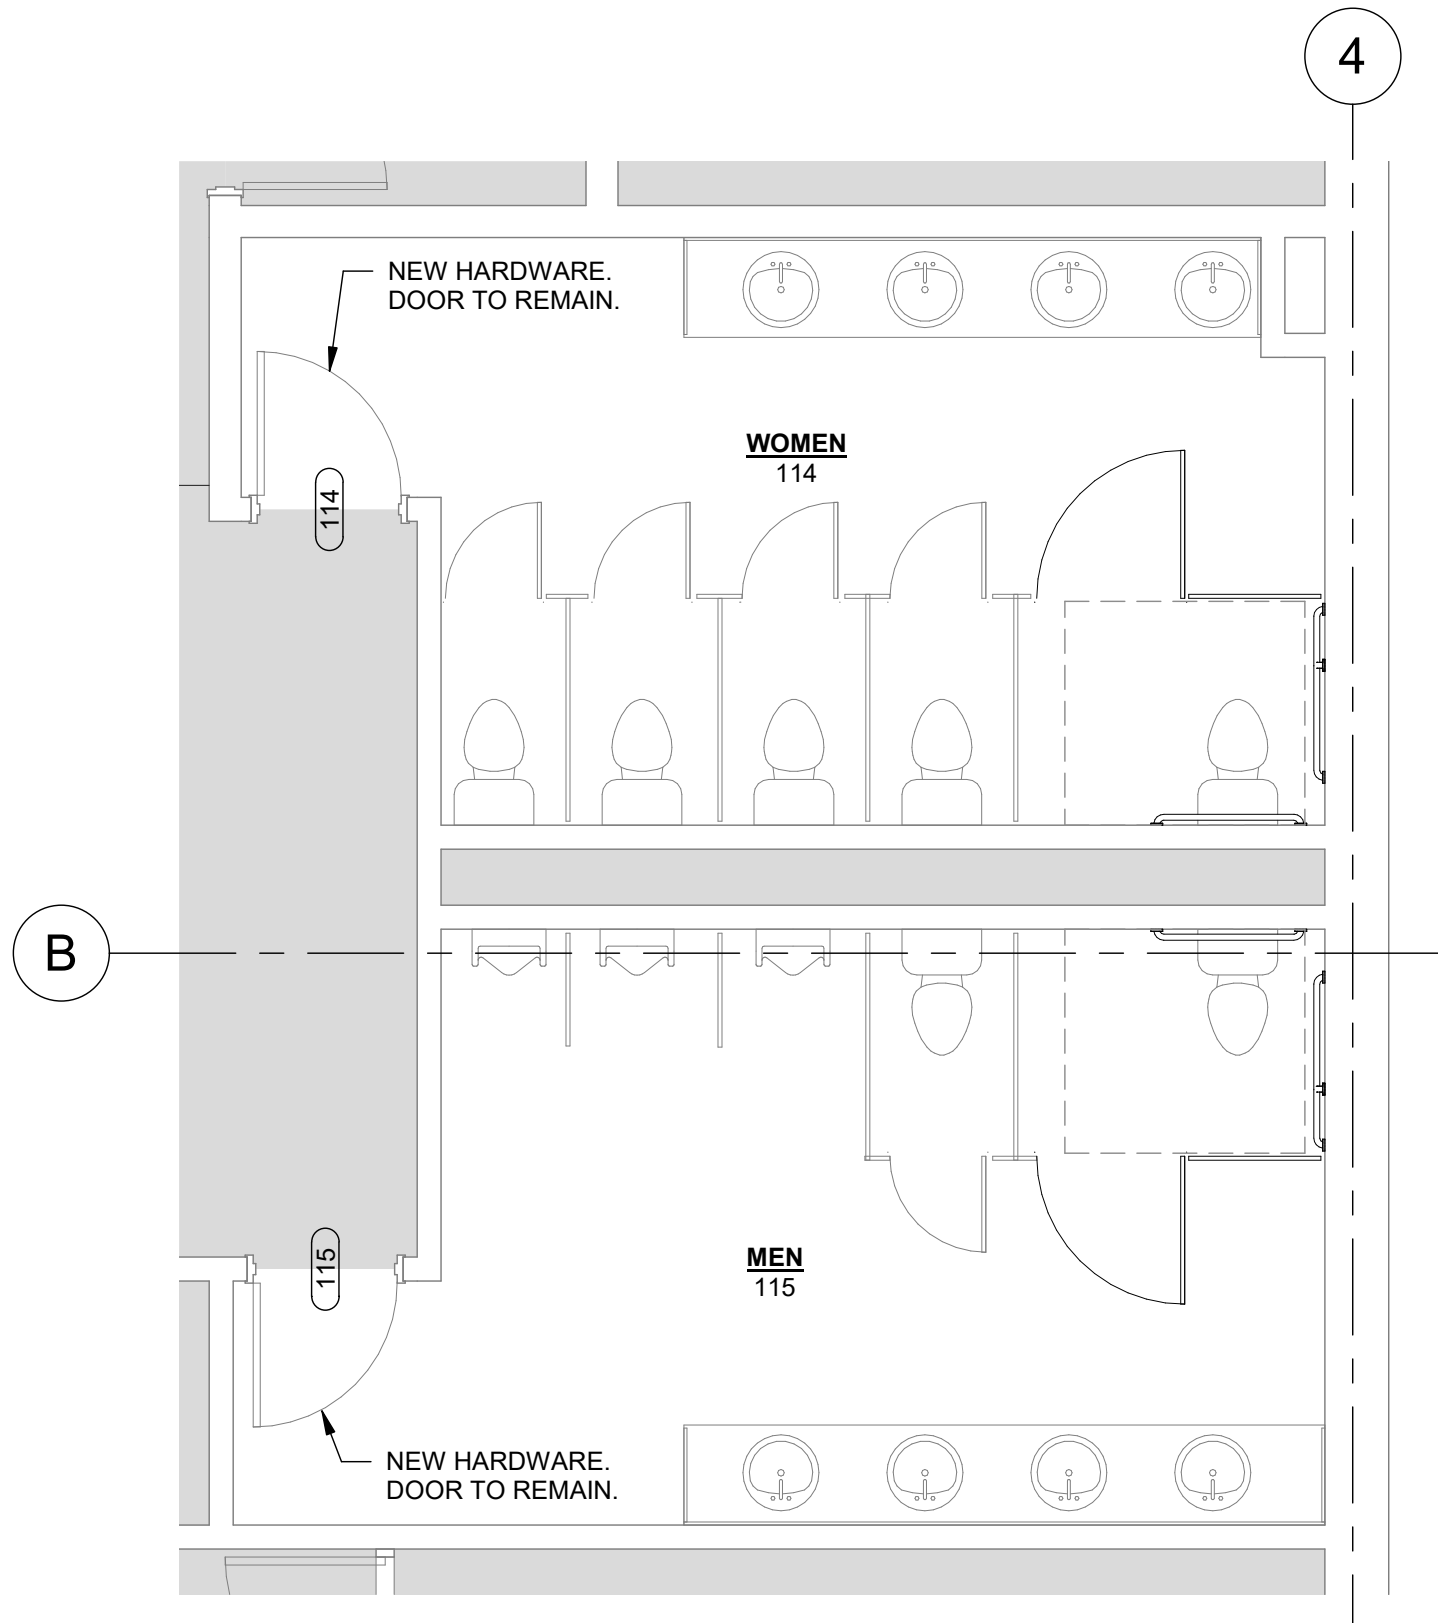 4
NEW HARDWARE.
DOOR TO REMAIN.
WOMEN
114
114
B
115
MEN
115
NEW HARDWARE.
DOOR TO REMAIN.